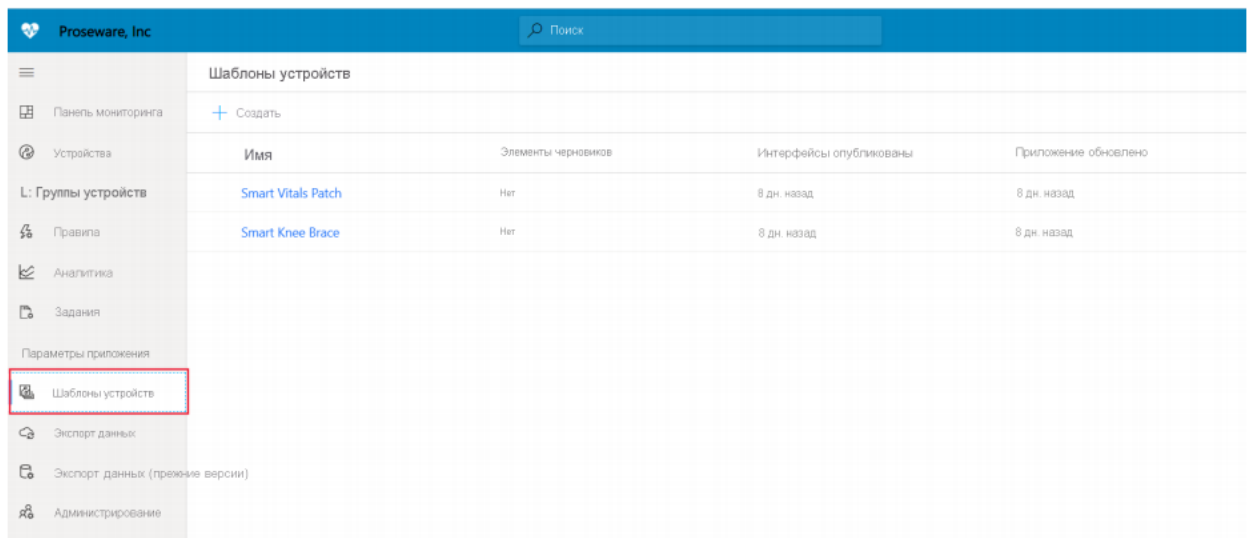 Proseware, Inc
Поиск
Шаблоны устройств
Панель мониторинга
Создать
Устройства
Имя
Элементы черновиков
Интерфейсы опубликованы
Приложение обновлено
L: Группы устройств
Smart Vitals Patch
Нет
8 дн. назад
8 дн. назад
Правила
Smart Knee Brace
Нет
8 дн. назад
8 дн. назад
Аналитика
Задания
Параметры приложения
Шаблоны устройств
Экспорт данных
Экспорт данных (прежние версии)
Администрирование